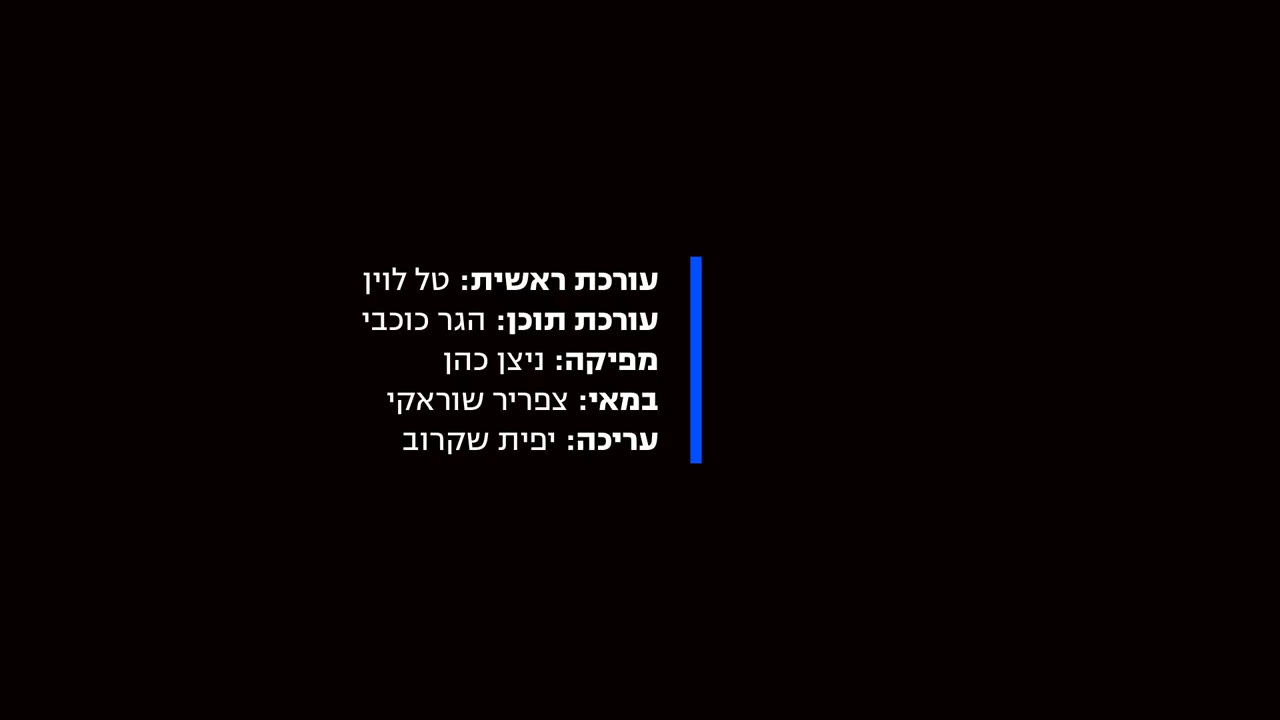 עורכת ראשית: טל לוין
עורכת תוכן: הגר כוכבי
מפיקה: ניצן כהן
במאי: צפריר שוראקי
עריכה: יפית שקרוב